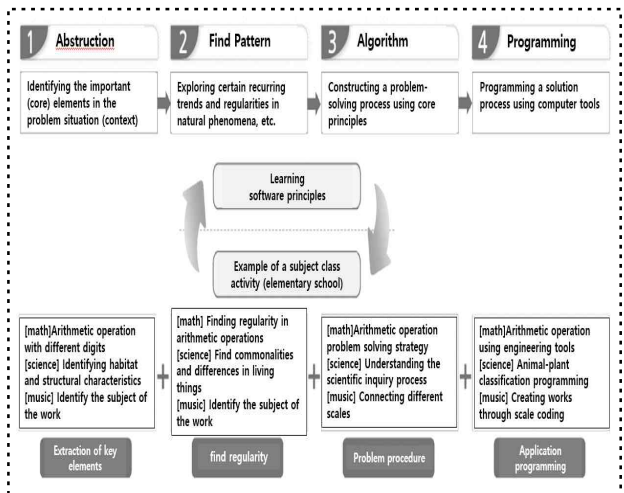 1 Abstruction
2 Find Pattern
3 Algorithm
4 Programming
Identifying the important
(core) elements in the
problem situation (context)
Exploring certain recurring
trends and regularities in
natural phenomena, etc.
Constructing a problem-
solving process using core
principles
Programming a solution
process using computer tools
Learning
software principles
Example of a subject class
activity (elementary school)
[math]Arithmetic operation
with different digits
[science] Identifying habitat
and structural characteristics
[music] Identify the subject of
the work
+
[math] Finding regularity in
arithmetic operations
[science] Find commonalities
and differences in living
things
[music] Identify the subject of
the work
+
[math]Arithmetic operation
problem solving strategy
[science] Understanding the
scientific inquiry process
[music] Connecting different
scales
+
[math]Arithmetic operation
using engineering tools
[science] Animal-plant
classification programming
[music] Creating works
through scale coding
Extraction of key
elements
find regularity
Problem procedure
Application
programming